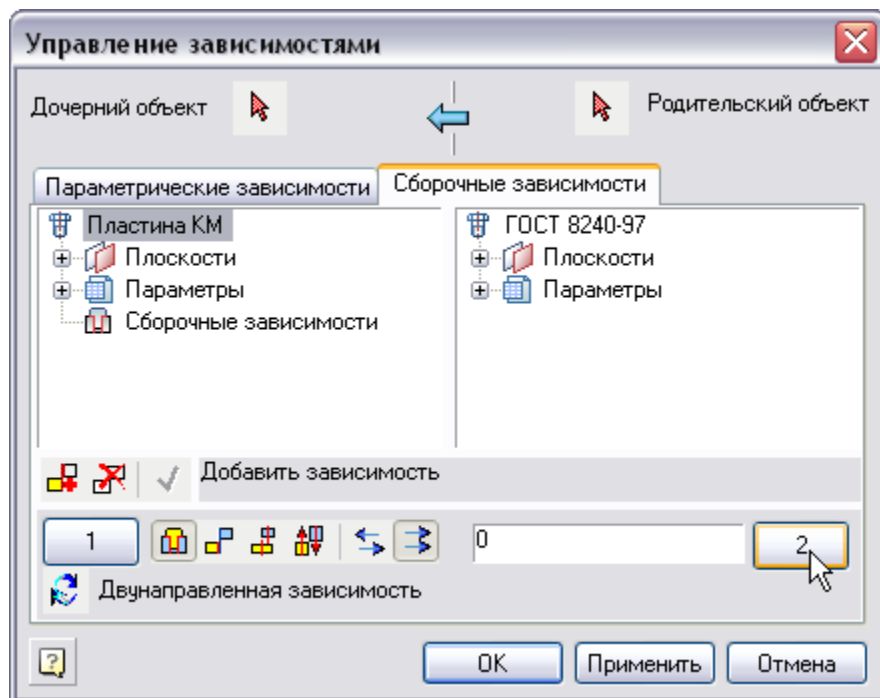 Управление зависимостями
Дочерний объект
Родительский объект
Параметрические зависимости
Сборочные зависимости
Пластина КМ
Плоскости
Параметры
Сборочные зависимости
ГОСТ 8240-97
Плоскости
Параметры
Добавить зависимость
1
0
2
Двунаправленная зависимость
?
OK
Применить
Отмена